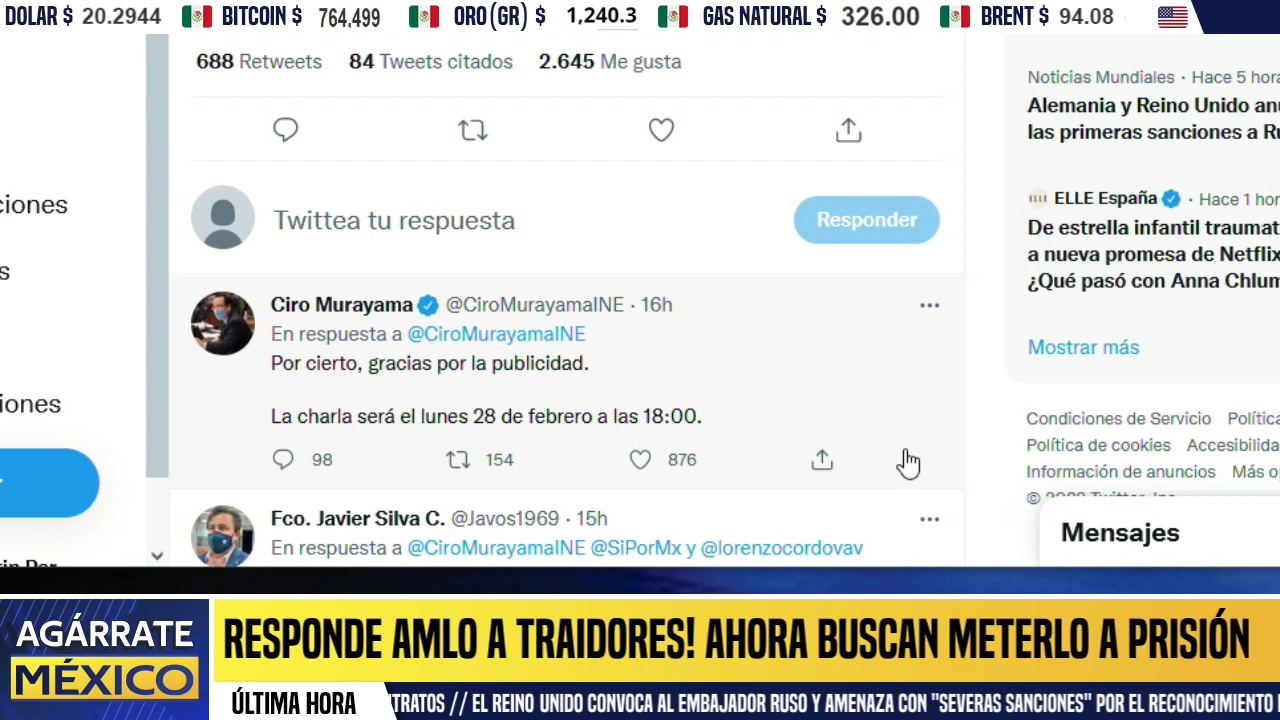 DOLAR $ 20.2944 BITCOIN $ 764,499 ORO(GR) $ 1,240.3 GAS NATURAL $ 326.00 BRENT $ 94.08
688 Retweets 84 Tweets citados 2.645 Me gusta
Twittea tu respuesta
Responder
Ciro Murayama @CiroMurayamaINE · 16h
En respuesta a @CiroMurayamaINE
Por cierto, gracias por la publicidad.
La charla será el lunes 28 de febrero a las 18:00.
98 154 876
Fco. Javier Silva C. @Javos1969 · 15h
En respuesta a @CiroMurayamaINE @SiPorMx y @lorenzocordovav
ciones
s
iones
Noticias Mundiales · Hace 5 hora
Alemania y Reino Unido anu
las primeras sanciones a Ru
ELLE España · Hace 1 hor
De estrella infantil traumat
a nueva promesa de Netflix
¿Qué pasó con Anna Chlum
Mostrar más
Condiciones de Servicio Política
Política de cookies Accesibilida
Información de anuncios Más op
Mensajes
AGÁRRATE
MÉXICO
RESPONDE AMLO A TRAIDORES! AHORA BUSCAN METERLO A PRISIÓN
ÚLTIMA HORA
TRATOS // EL REINO UNIDO CONVOCA AL EMBAJADOR RUSO Y AMENAZA CON "SEVERAS SANCIONES" POR EL RECONOCIMIENTO